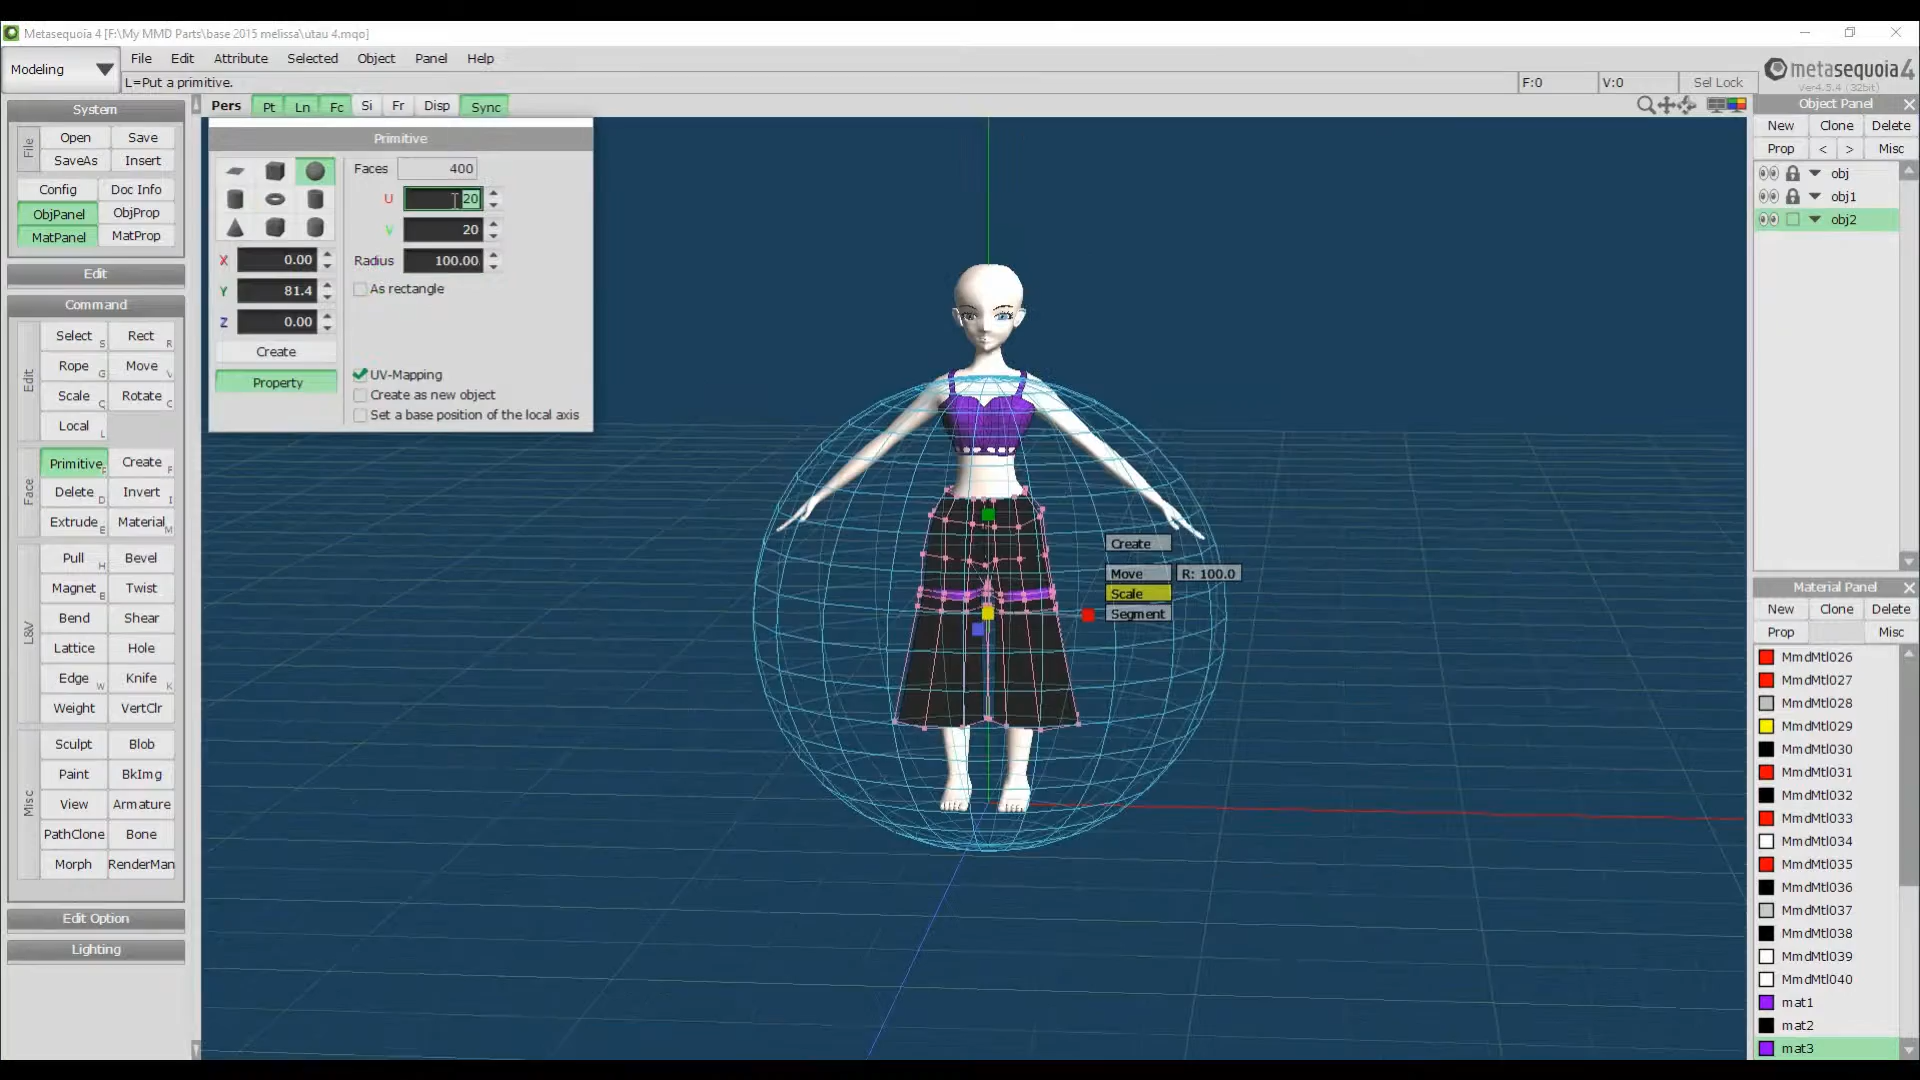 Metasequoia 4 [F:\My MMD Parts\base 2015 melissa\utau 4.mqo]
Modeling
File Edit Attribute Selected Object Panel Help
L=Put a primitive.
F:0 V:0 Sel Lock
metasequoia 4
Ver4.5.4 (32bit)
Pers Pt Ln Fc Si Fr Disp Sync
System
File
Open Save
SaveAs Insert
Config Doc Info
ObjPanel ObjProp
MatPanel MatProp
Edit
Command
Edit
Select S Rect R
Rope G Move V
Scale Q Rotate C
Local L
Face
Primitive P Create F
Delete D Invert I
Extrude E Material M
L&V
Pull H Bevel
Magnet B Twist
Bend Shear
Lattice Hole
Edge W Knife K
Weight VertClr
Misc
Sculpt Blob
Paint BkImg
View Armature
PathClone Bone
Morph RenderMan
Edit Option
Lighting
Primitive
Faces 400
U 20
V 20
Radius 100.00
As rectangle
X 0.00
Y 81.4
Z 0.00
Create
Property
UV-Mapping
Create as new object
Set a base position of the local axis
Create
Move R: 100.0
Scale
Segment
Object Panel
New Clone Delete
Prop < > Misc
obj
obj1
obj2
Material Panel
New Clone Delete
Prop Misc
MmdMtl026
MmdMtl027
MmdMtl028
MmdMtl029
MmdMtl030
MmdMtl031
MmdMtl032
MmdMtl033
MmdMtl034
MmdMtl035
MmdMtl036
MmdMtl037
MmdMtl038
MmdMtl039
MmdMtl040
mat1
mat2
mat3